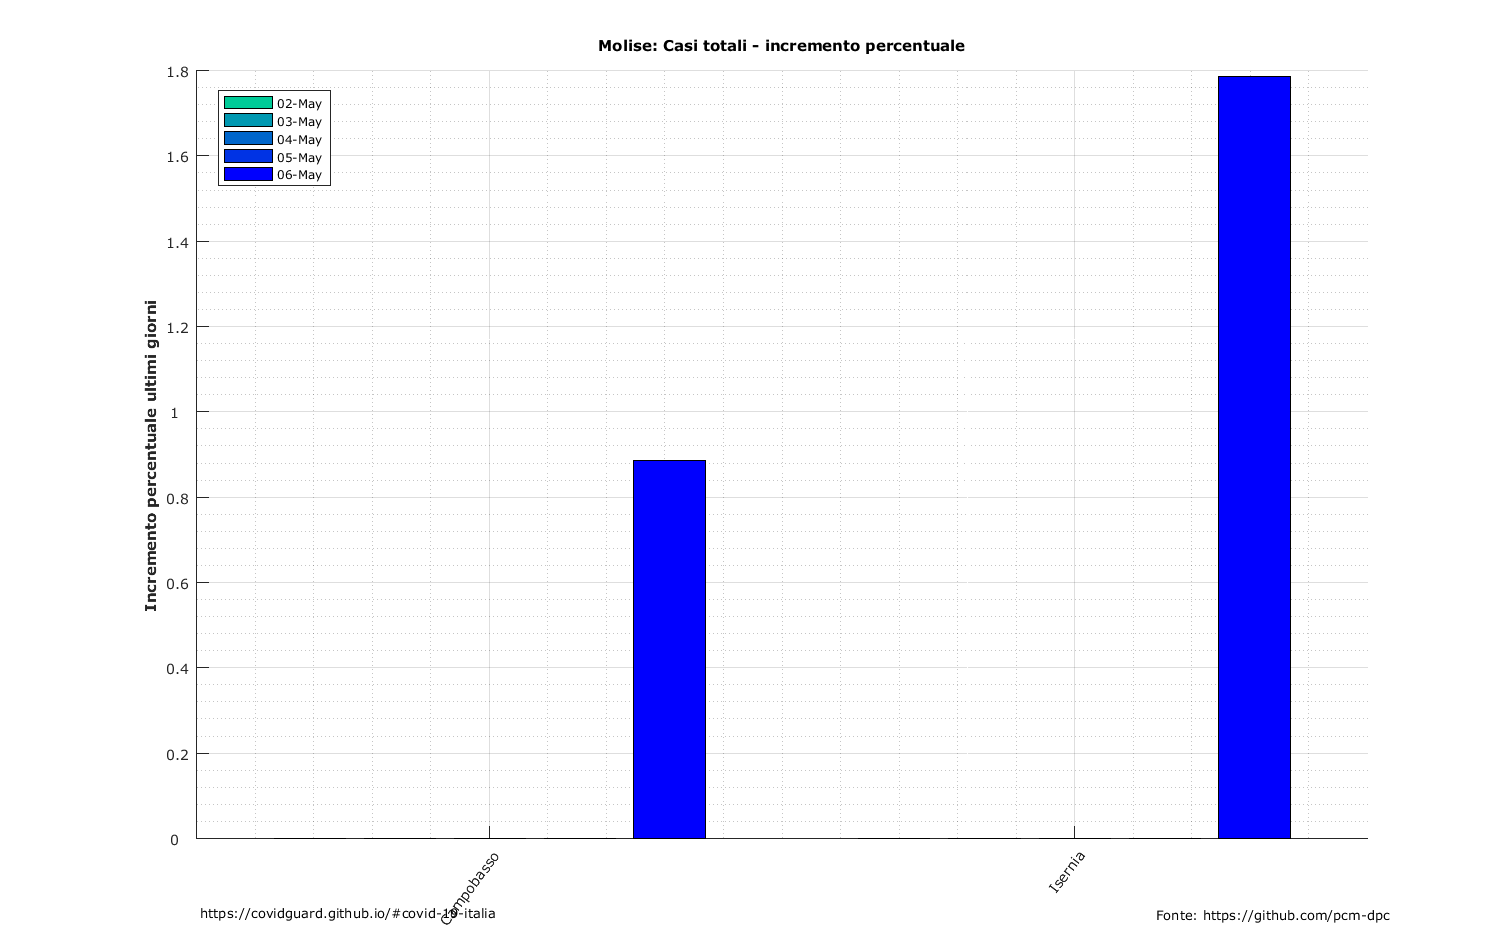 Molise: Casi totali - incremento percentuale
Incremento percentuale ultimi giorni
1.8
1.6
1.4
1.2
1
0.8
0.6
0.4
0.2
0
02-May
03-May
04-May
05-May
06-May
Campobasso
Isernia
https://covidguard.github.io/#covid-19-italia
Fonte: https://github.com/pcm-dpc